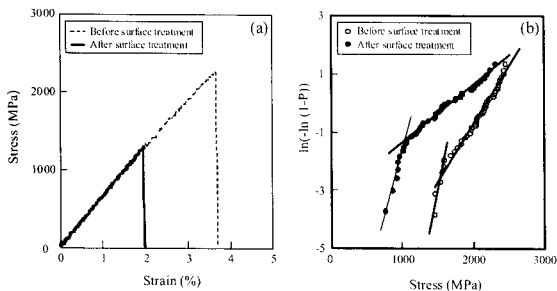 (a)
Before surface treatment
After surface treatment
Stress (MPa)
3000
2000
1000
0
0 1 2 3 4 5
Strain (%)
(b)
Before surface treatment
After surface treatment
ln(-ln (1-P))
3
1
-1
-3
-5
0 1000 2000 3000
Stress (MPa)